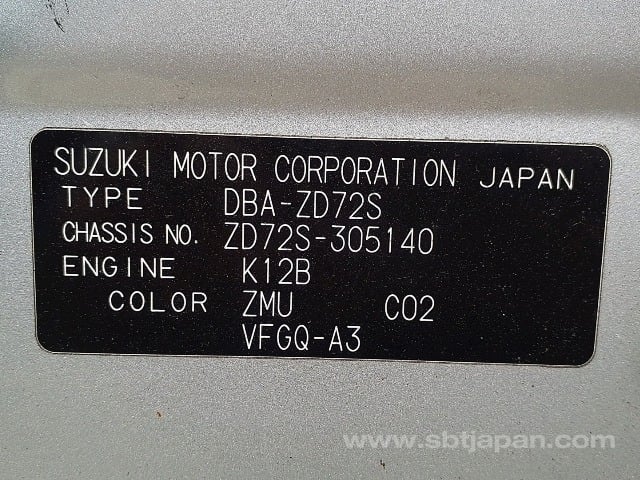 SUZUKI MOTOR CORPORATION JAPAN
TYPE DBA-ZD72S
CHASSIS NO. ZD72S-305140
ENGINE K12B
COLOR ZMU C02
VFGQ-A3
www.sbtjapan.com